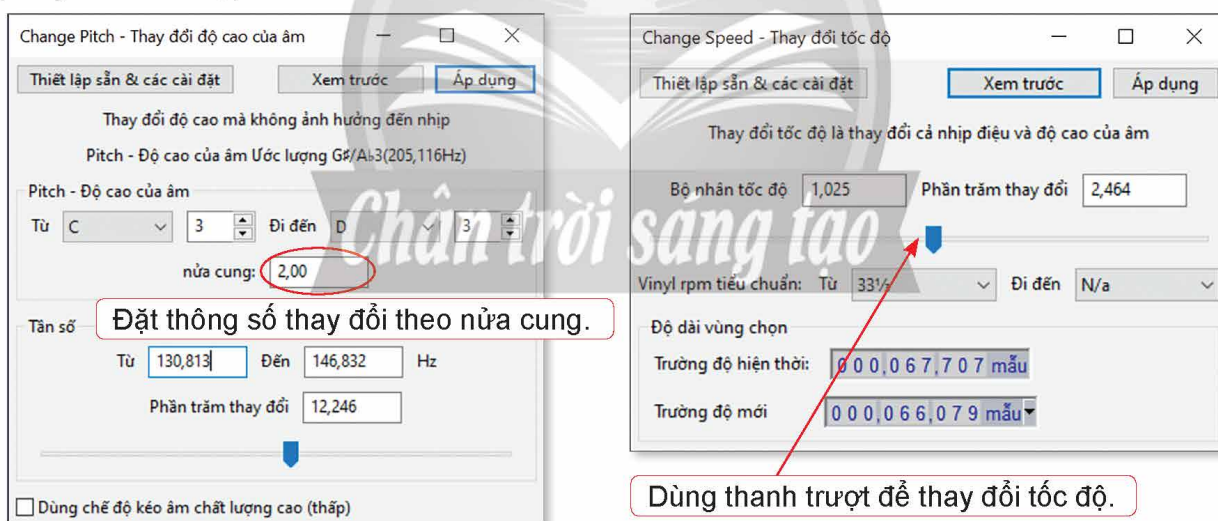 Change Pitch - Thay đổi độ cao của âm
Thiết lập sẵn & các cài đặt Xem trước Áp dụng
Thay đổi độ cao mà không ảnh hưởng đến nhịp
Pitch - Độ cao của âm Ước lượng G♯/A♭3(205,116Hz)
Pitch - Độ cao của âm
Từ C 3 Đi đến D 3
nửa cung: 2,00
Đặt thông số thay đổi theo nửa cung.
Tần số
Từ 130,813 Đến 146,832 Hz
Phần trăm thay đổi 12,246
Dùng chế độ kéo âm chất lượng cao (thấp)
Change Speed - Thay đổi tốc độ
Thiết lập sẵn & các cài đặt Xem trước Áp dụng
Thay đổi tốc độ là thay đổi cả nhịp điệu và độ cao của âm
Bộ nhân tốc độ 1,025 Phần trăm thay đổi 2,464
Vinyl rpm tiểu chuẩn: Từ 33⅓ Đi đến N/a
Độ dài vùng chọn
Trường độ hiện thời: 000,067,707 mẫu
Trường độ mới 000,066,079 mẫu
Dùng thanh trượt để thay đổi tốc độ.
Chân trời sáng tạo